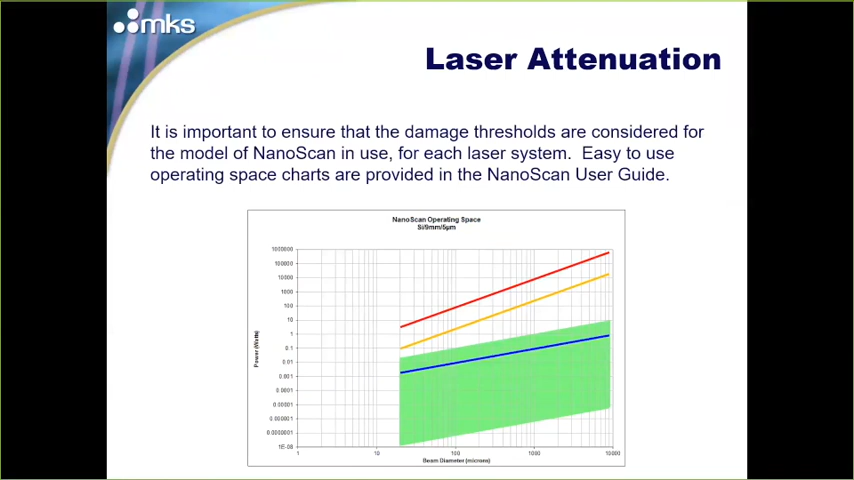 mks
Laser Attenuation
It is important to ensure that the damage thresholds are considered for
the model of NanoScan in use, for each laser system.  Easy to use
operating space charts are provided in the NanoScan User Guide.
NanoScan Operating Space
Si/9mm/5µm
Power (Watts)
1000000
100000
10000
1000
100
10
1
0.1
0.01
0.001
0.0001
0.00001
0.000001
0.0000001
1E-08
1 10 100 1000 10000
Beam Diameter (microns)